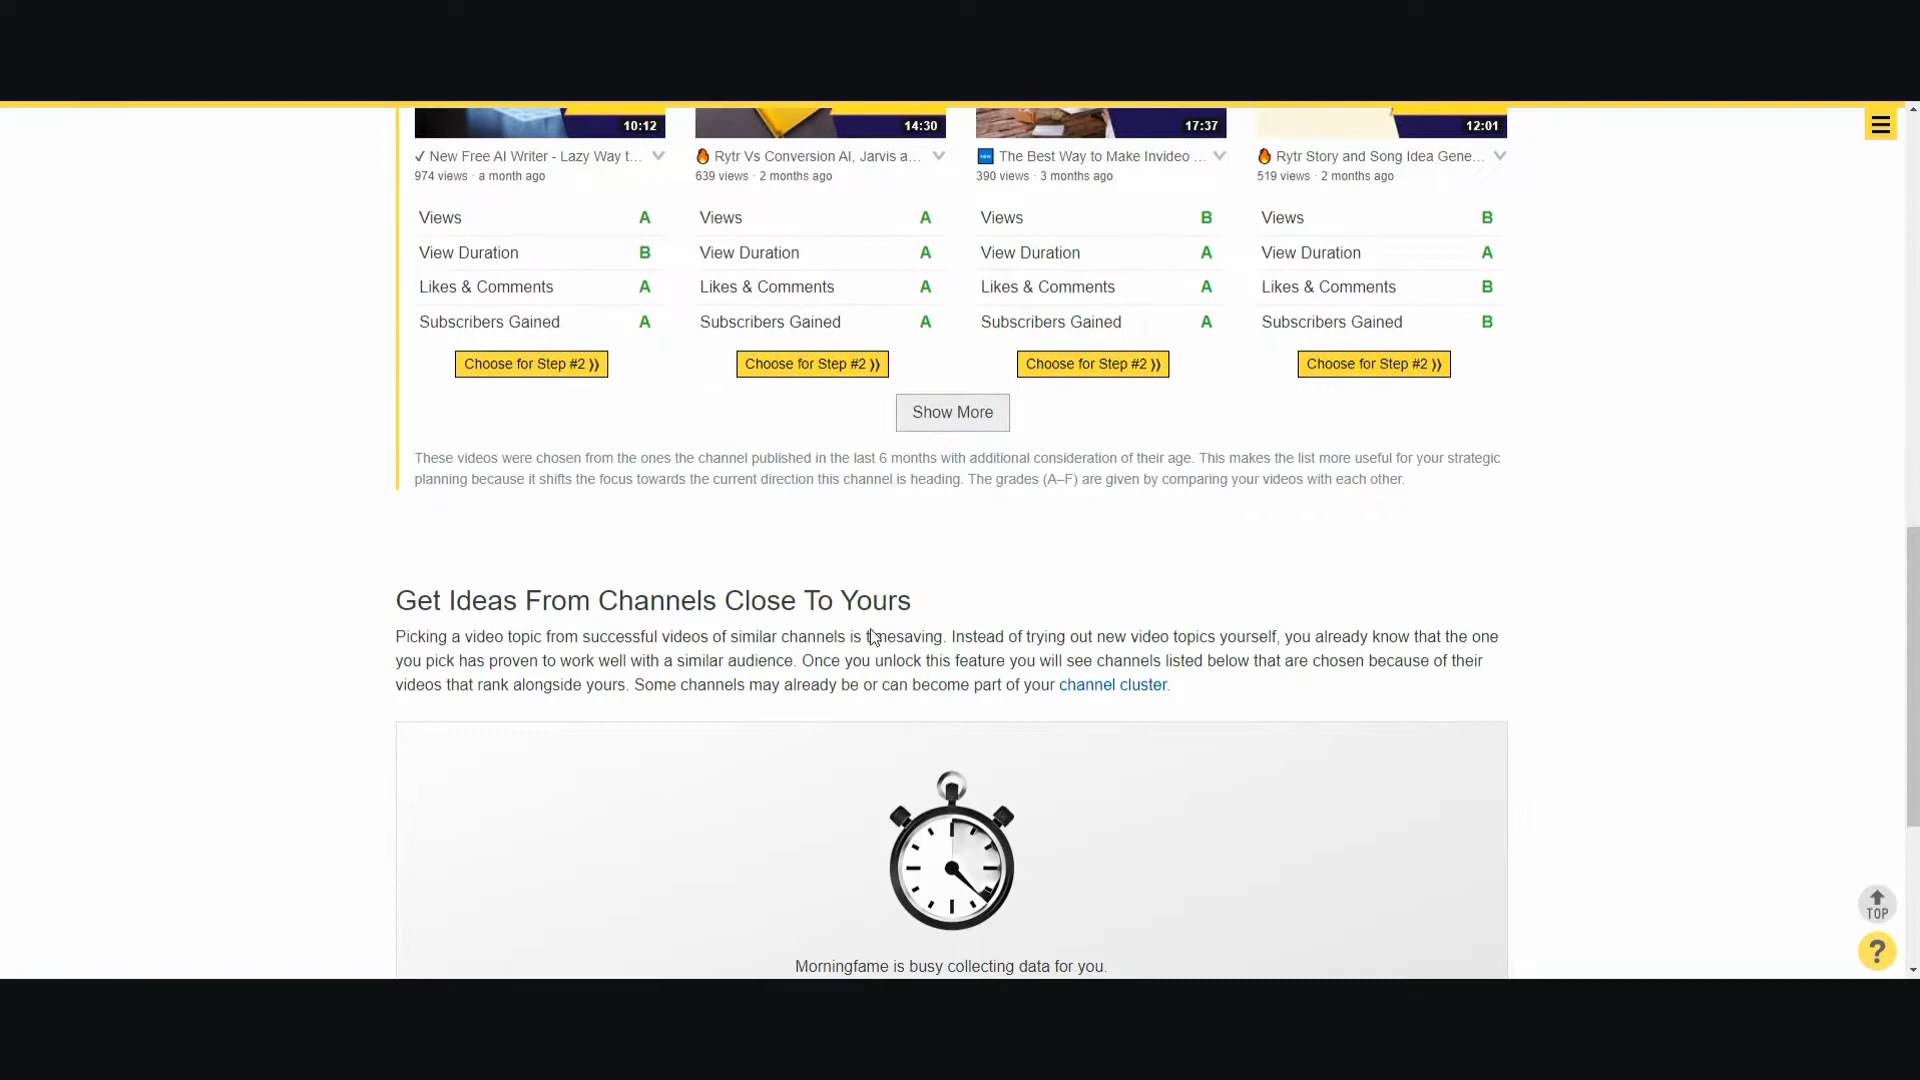 10:12 14:30 17:37 12:01
✓ New Free AI Writer - Lazy Way t... 🔥 Rytr Vs Conversion AI, Jarvis a... The Best Way to Make Invideo ... 🔥 Rytr Story and Song Idea Gene...
974 views · a month ago 639 views · 2 months ago 390 views · 3 months ago 519 views · 2 months ago
Views A Views A Views B Views B
View Duration B View Duration A View Duration A View Duration A
Likes & Comments A Likes & Comments A Likes & Comments A Likes & Comments B
Subscribers Gained A Subscribers Gained A Subscribers Gained A Subscribers Gained B
Choose for Step #2 ⟩⟩ Choose for Step #2 ⟩⟩ Choose for Step #2 ⟩⟩ Choose for Step #2 ⟩⟩
Show More
These videos were chosen from the ones the channel published in the last 6 months with additional consideration of their age. This makes the list more useful for your strategic
planning because it shifts the focus towards the current direction this channel is heading. The grades (A–F) are given by comparing your videos with each other.
Get Ideas From Channels Close To Yours
Picking a video topic from successful videos of similar channels is timesaving. Instead of trying out new video topics yourself, you already know that the one
you pick has proven to work well with a similar audience. Once you unlock this feature you will see channels listed below that are chosen because of their
videos that rank alongside yours. Some channels may already be or can become part of your channel cluster.
TOP
?
Morningfame is busy collecting data for you.